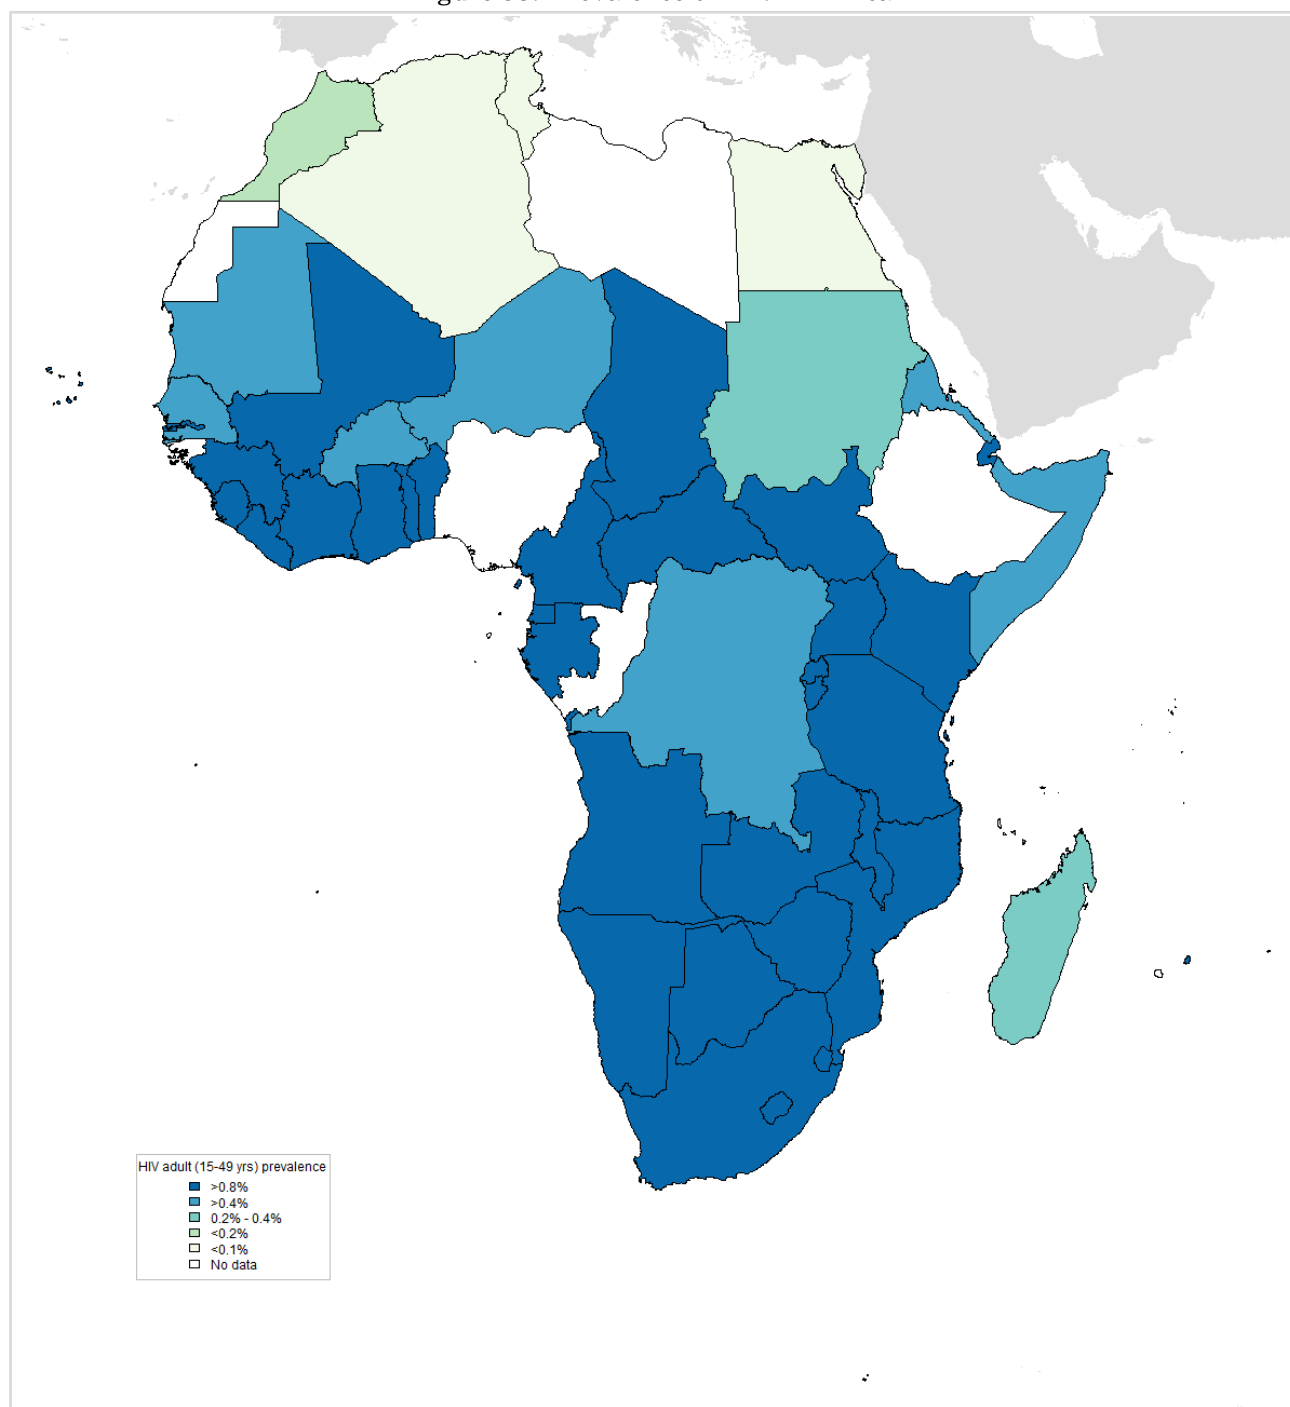 HIV adult (15-49 yrs) prevalence
>0.8%
>0.4%
0.2% - 0.4%
<0.2%
<0.1%
No data